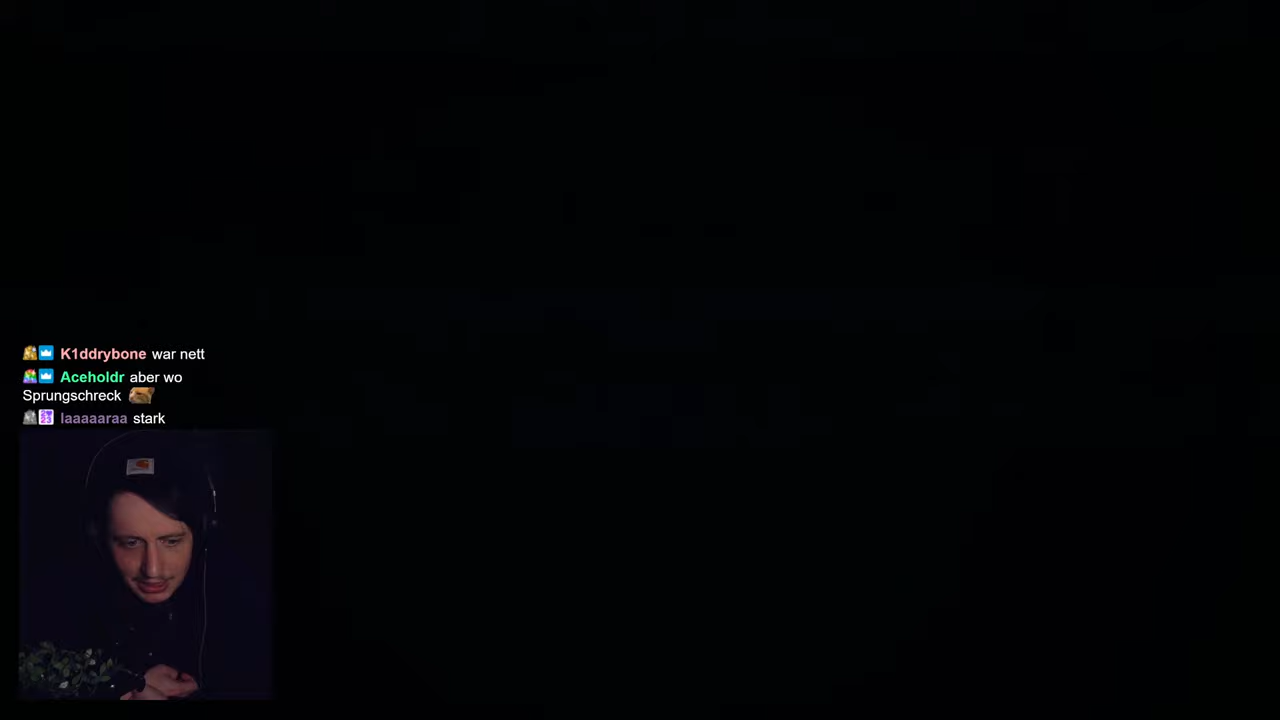 K1ddrybone war nett
Aceholdr aber wo
Sprungschreck
laaaaaraa stark